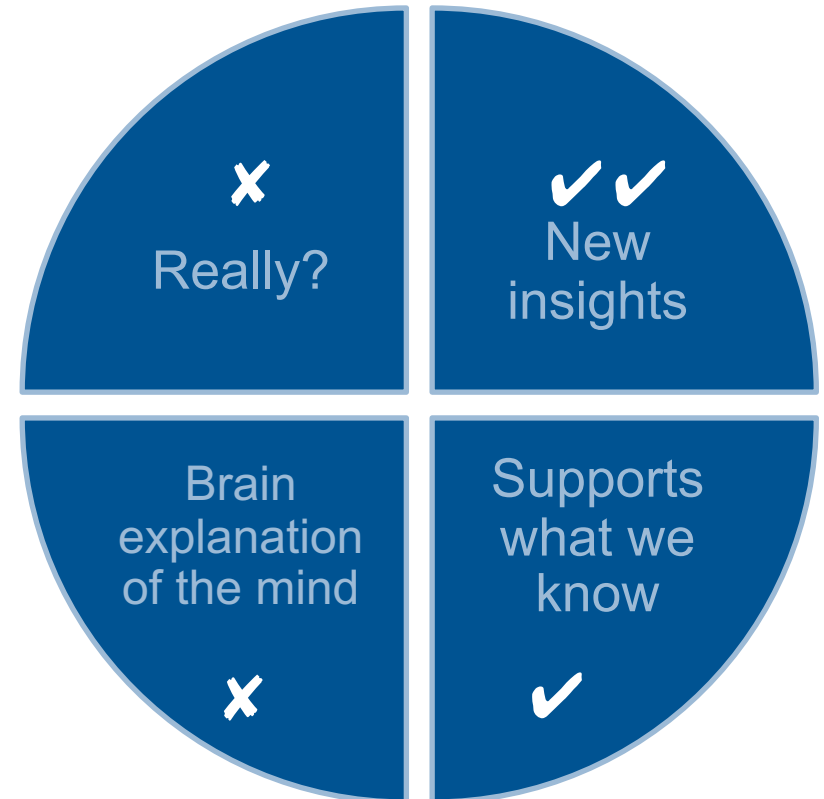 ✘
Really?
✔✔
New
insights
Brain
explanation
of the mind
✘
Supports
what we
know
✔